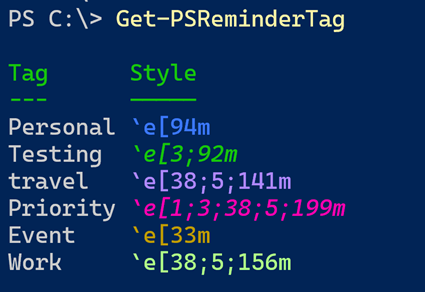 PS C:\> Get-PSReminderTag
Tag Style
--- -----
Personal `e[94m
Testing `e[3;92m
travel `e[38;5;141m
Priority `e[1;3;38;5;199m
Event `e[33m
Work `e[38;5;156m